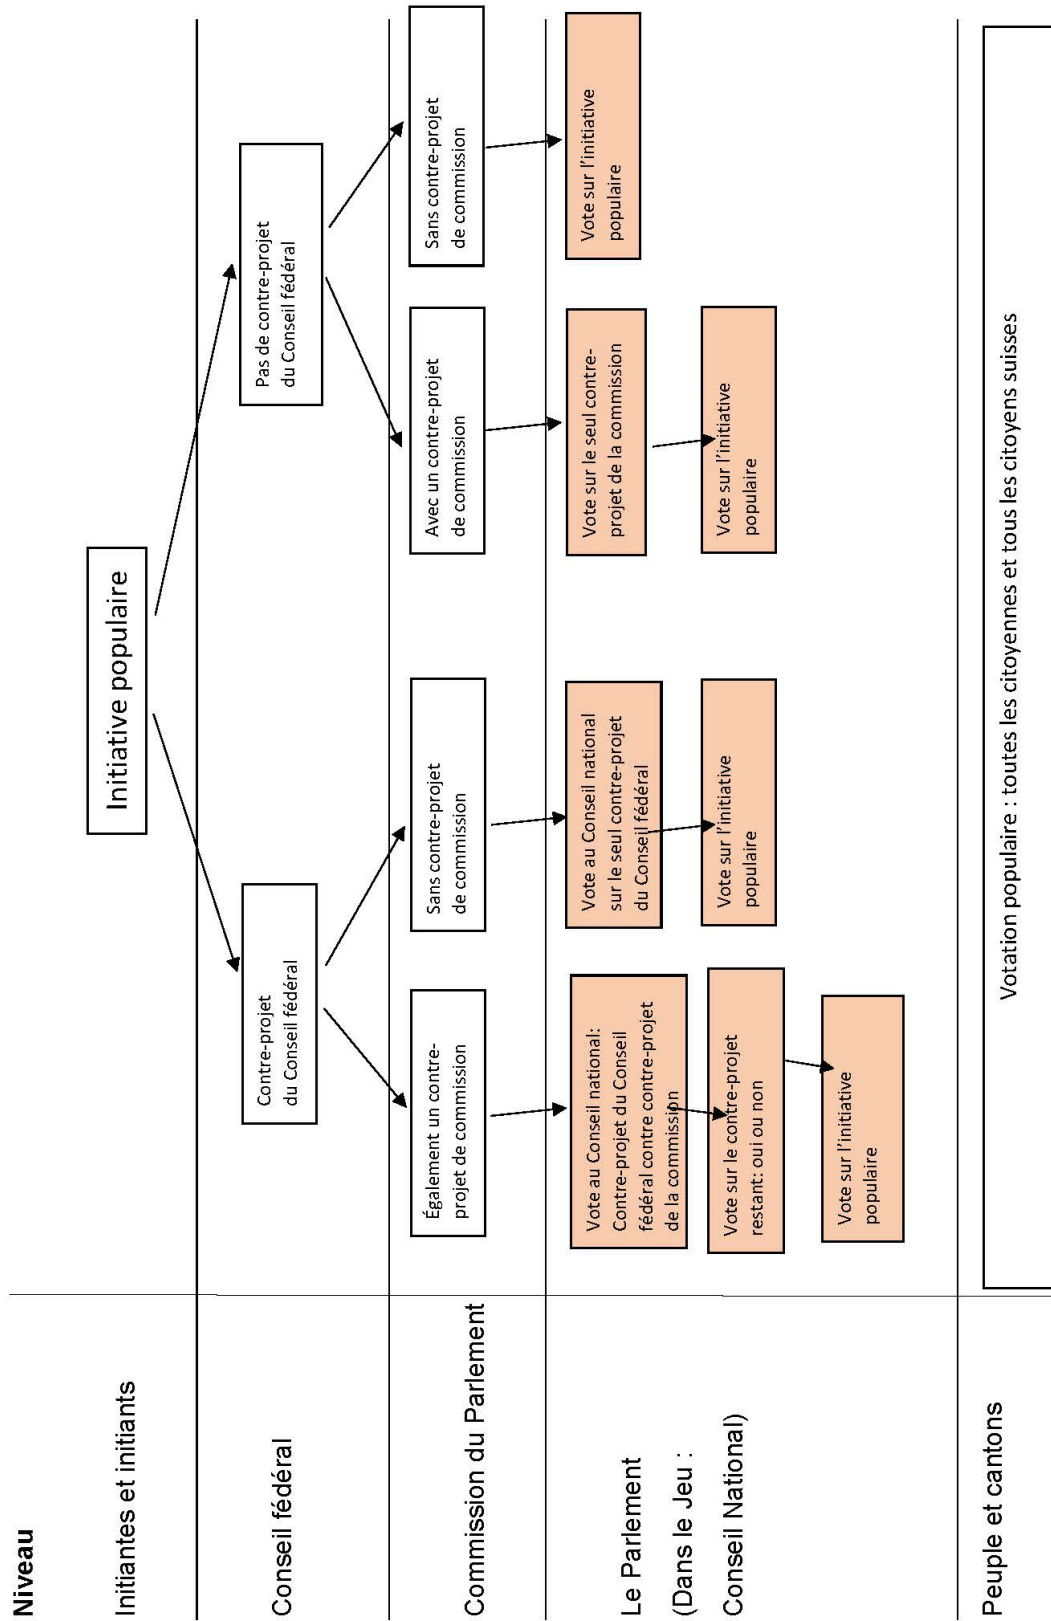 Niveau
Initiantes et initiants
Initiative populaire
Conseil fédéral
Contre-projet
du Conseil fédéral
Pas de contre-projet
du Conseil fédéral
Commission du Parlement
Également un contre-
projet de commission
Sans contre-projet
de commission
Avec un contre-projet
de commission
Sans contre-projet
de commission
Le Parlement
(Dans le Jeu :
Conseil National)
Vote au Conseil national:
Contre-projet du Conseil
fédéral contre contre-projet
de la commission
Vote au Conseil national
sur le seul contre-projet
du Conseil fédéral
Vote sur le seul contre-
projet de la commission
Vote sur l'initiative
populaire
Vote sur le contre-projet
restant: oui ou non
Vote sur l'initiative
populaire
Vote sur l'initiative
populaire
Vote sur l'initiative
populaire
Peuple et cantons
Votation populaire : toutes les citoyennes et tous les citoyens suisses